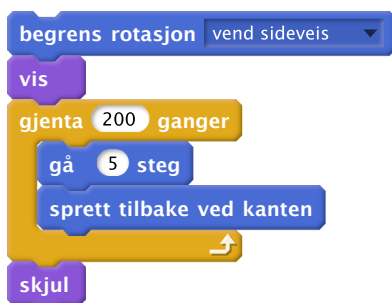 begrens rotasjon vend sideveis
vis
gjenta 200 ganger
gå 5 steg
sprett tilbake ved kanten
skjul